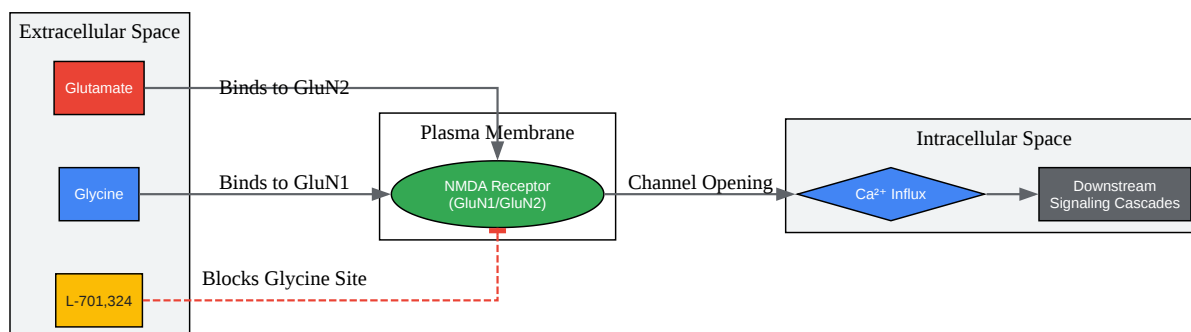 Extracellular Space
Glutamate
Binds to GluN2
Plasma Membrane
Intracellular Space
Glycine
Binds to GluN1
NMDA Receptor
(GluN1/GluN2)
Channel Opening
Ca²⁺ Influx
Downstream
Signaling Cascades
Blocks Glycine Site
L-701,324